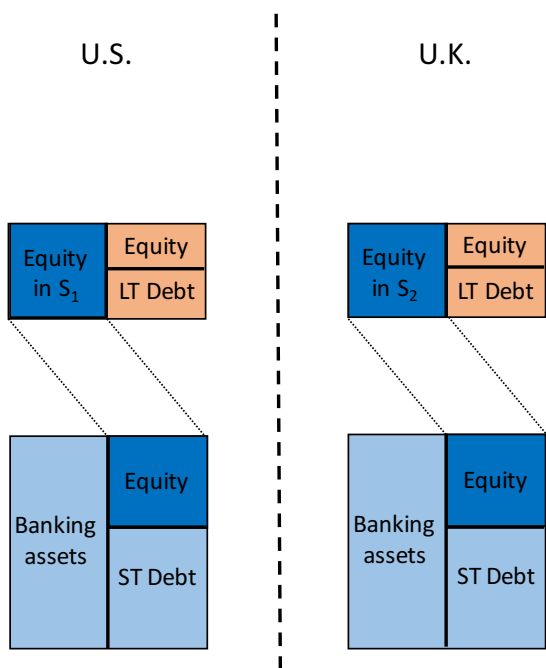 U.S.
U.K.
Equity
in S₁
Equity
LT Debt
Equity
in S₂
Equity
LT Debt
Banking
assets
Equity
ST Debt
Banking
assets
Equity
ST Debt